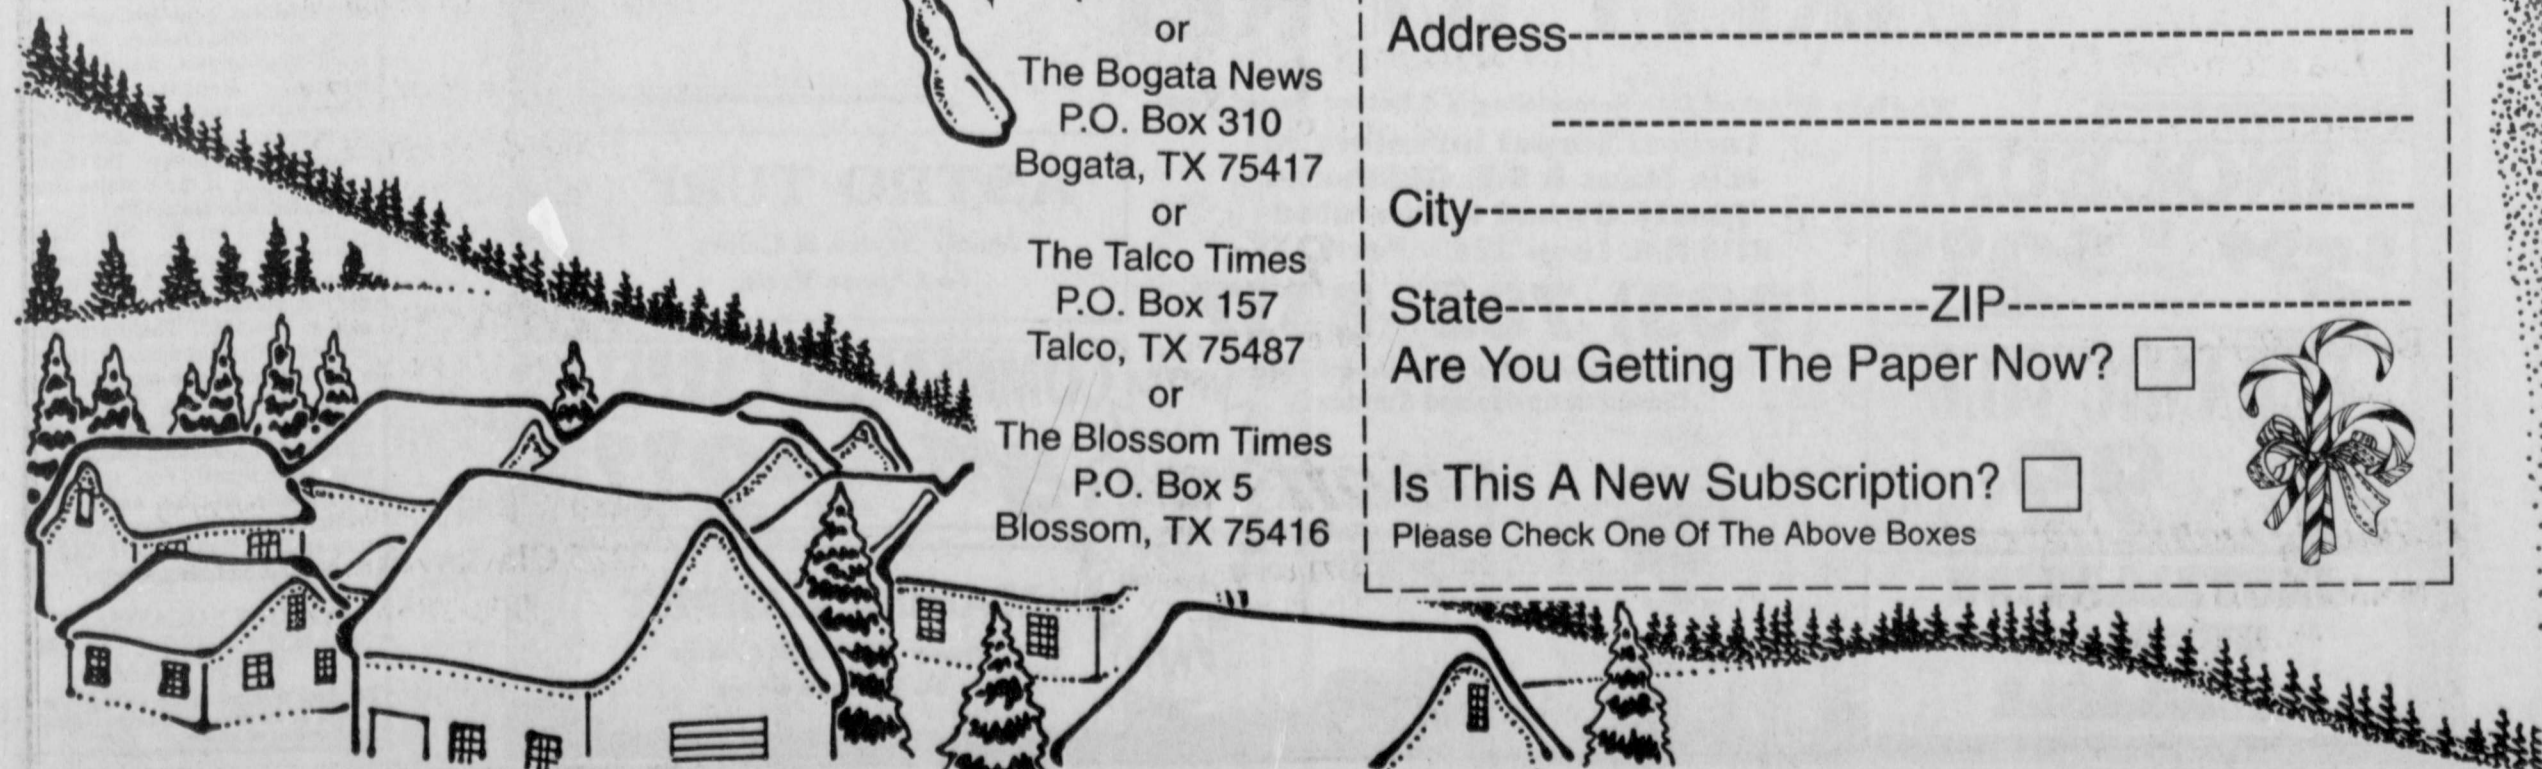 or
The Bogata News
P.O. Box 310
Bogata, TX 75417
or
The Talco Times
P.O. Box 157
Talco, TX 75487
or
The Blossom Times
P.O. Box 5
Blossom, TX 75416
Address
City
State ZIP
Are You Getting The Paper Now?
Is This A New Subscription?
Please Check One Of The Above Boxes